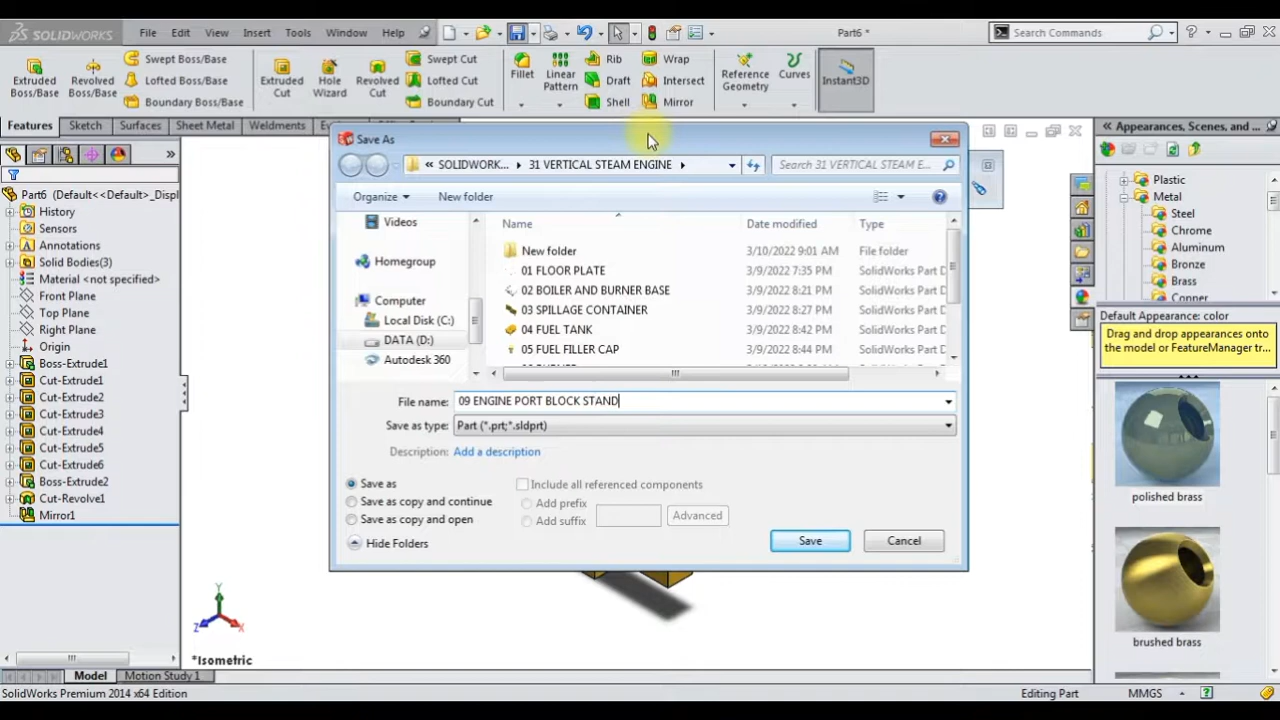 SOLIDWORKS File Edit View Insert Tools Window Help Part6 * Search Commands
Extruded Boss/Base
Revolved Boss/Base
Swept Boss/Base
Lofted Boss/Base
Boundary Boss/Base
Extruded Cut
Hole Wizard
Revolved Cut
Swept Cut
Lofted Cut
Boundary Cut
Fillet
Linear Pattern
Rib
Draft
Shell
Wrap
Intersect
Mirror
Reference Geometry
Curves
Instant3D
Features Sketch Surfaces Sheet Metal Weldments
Part6 (Default<<Default>_Displ
History
Sensors
Annotations
Solid Bodies(3)
Material <not specified>
Front Plane
Top Plane
Right Plane
Origin
Boss-Extrude1
Cut-Extrude1
Cut-Extrude2
Cut-Extrude3
Cut-Extrude4
Cut-Extrude5
Cut-Extrude6
Boss-Extrude2
Cut-Revolve1
Mirror1
Save As
« SOLIDWORK... ▸ 31 VERTICAL STEAM ENGINE ▸ Search 31 VERTICAL STEAM E...
Organize New folder
Videos
Homegroup
Computer
Local Disk (C:)
DATA (D:)
Autodesk 360
Name Date modified Type
New folder 3/10/2022 9:01 AM File folder
01 FLOOR PLATE 3/9/2022 7:35 PM SolidWorks Part D
02 BOILER AND BURNER BASE 3/9/2022 8:21 PM SolidWorks Part D
03 SPILLAGE CONTAINER 3/9/2022 8:27 PM SolidWorks Part D
04 FUEL TANK 3/9/2022 8:42 PM SolidWorks Part D
05 FUEL FILLER CAP 3/9/2022 8:44 PM SolidWorks Part D
File name: 09 ENGINE PORT BLOCK STAND
Save as type: Part (*.prt;*.sldprt)
Description: Add a description
Save as
Save as copy and continue
Save as copy and open
Include all referenced components
Add prefix
Add suffix
Advanced
Hide Folders
Save Cancel
Appearances, Scenes, and ...
Plastic
Metal
Steel
Chrome
Aluminum
Bronze
Brass
Copper
Default Appearance: color
Drag and drop appearances onto
the model or FeatureManager tr...
polished brass
brushed brass
Y
Z
X
*Isometric
Model Motion Study 1
SolidWorks Premium 2014 x64 Edition Editing Part MMGS